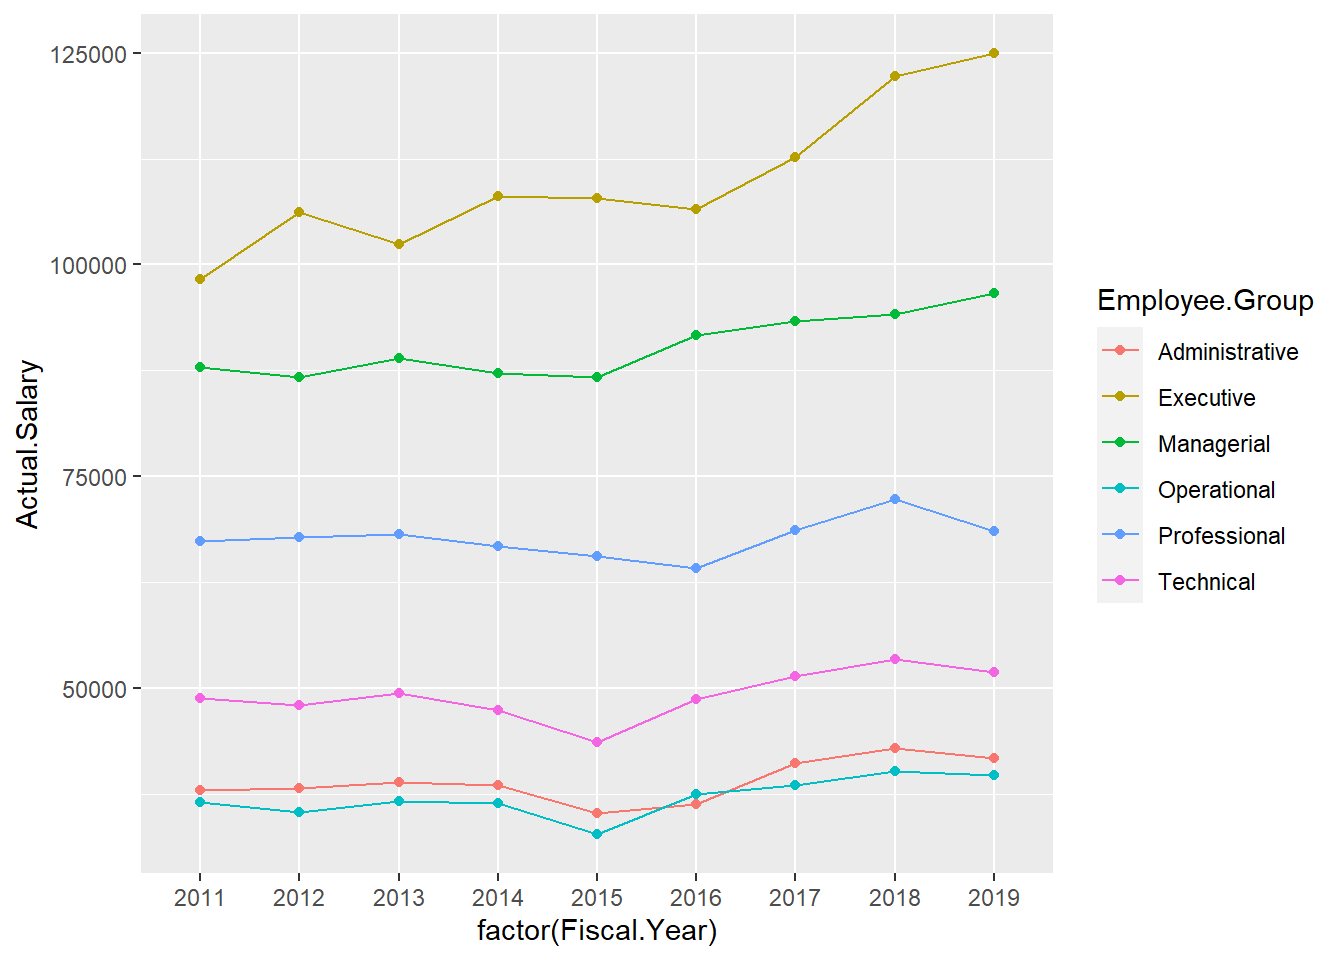 125000
100000
75000
50000
Actual.Salary
2011 2012 2013 2014 2015 2016 2017 2018 2019
factor(Fiscal.Year)
Employee.Group
Administrative
Executive
Managerial
Operational
Professional
Technical